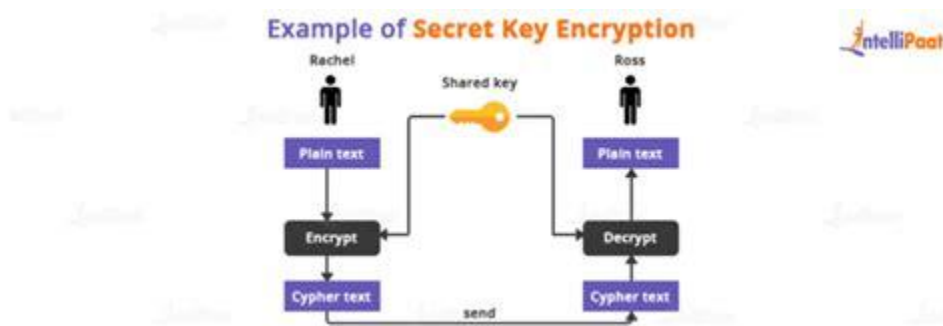 Example of Secret Key Encryption
IntelliPaat
Rachel
Ross
Shared key
Plain text
Plain text
Encrypt
Decrypt
Cypher text
Cypher text
send